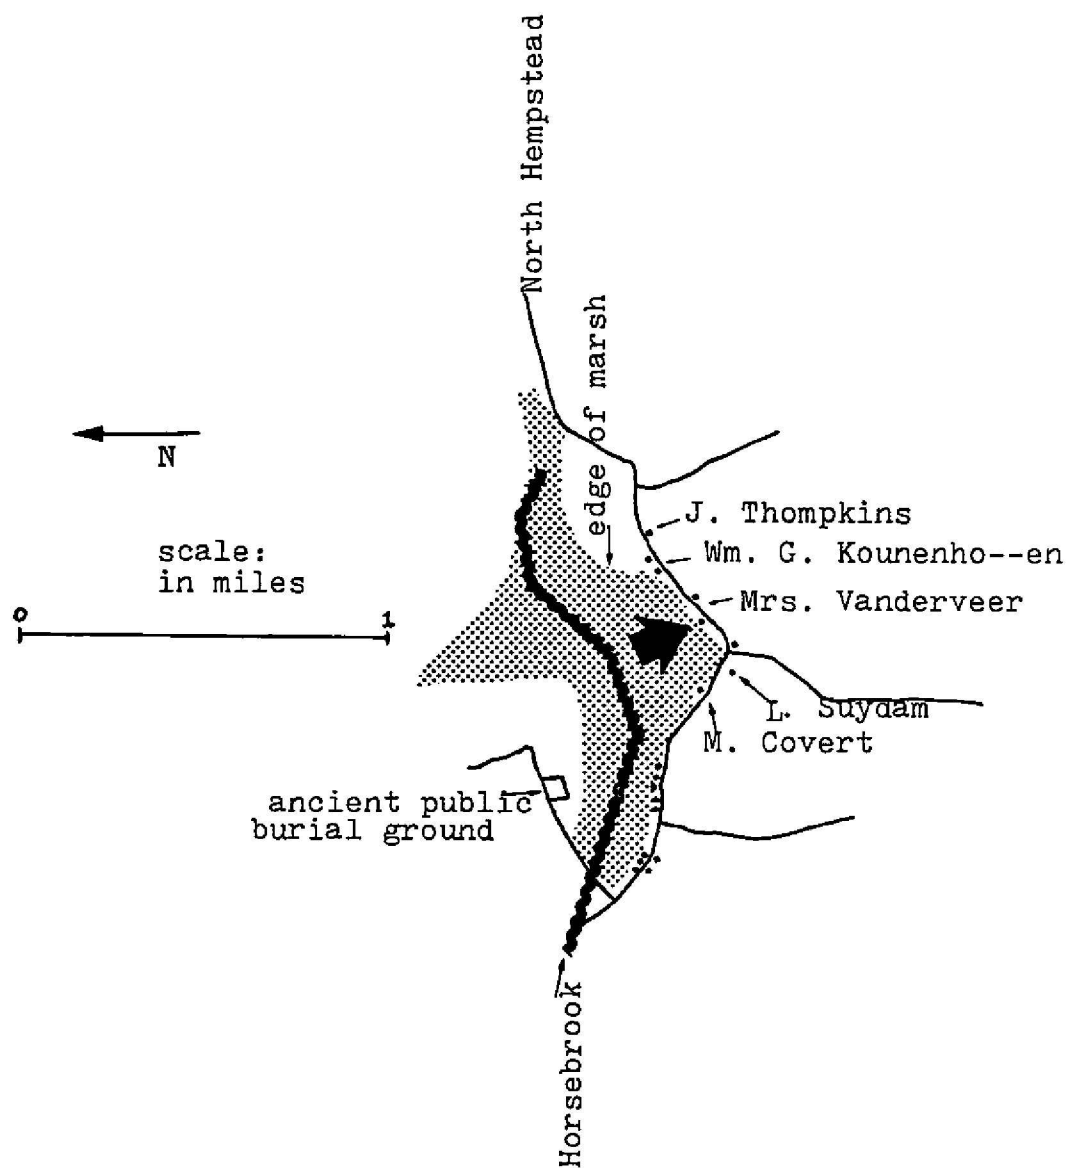 North Hempstead
edge of marsh
N
scale:
in miles
0 1
J. Thompkins
Wm. G. Kounenho--en
Mrs. Vanderveer
L. Suydam
M. Covert
ancient public
burial ground
Horsebrook